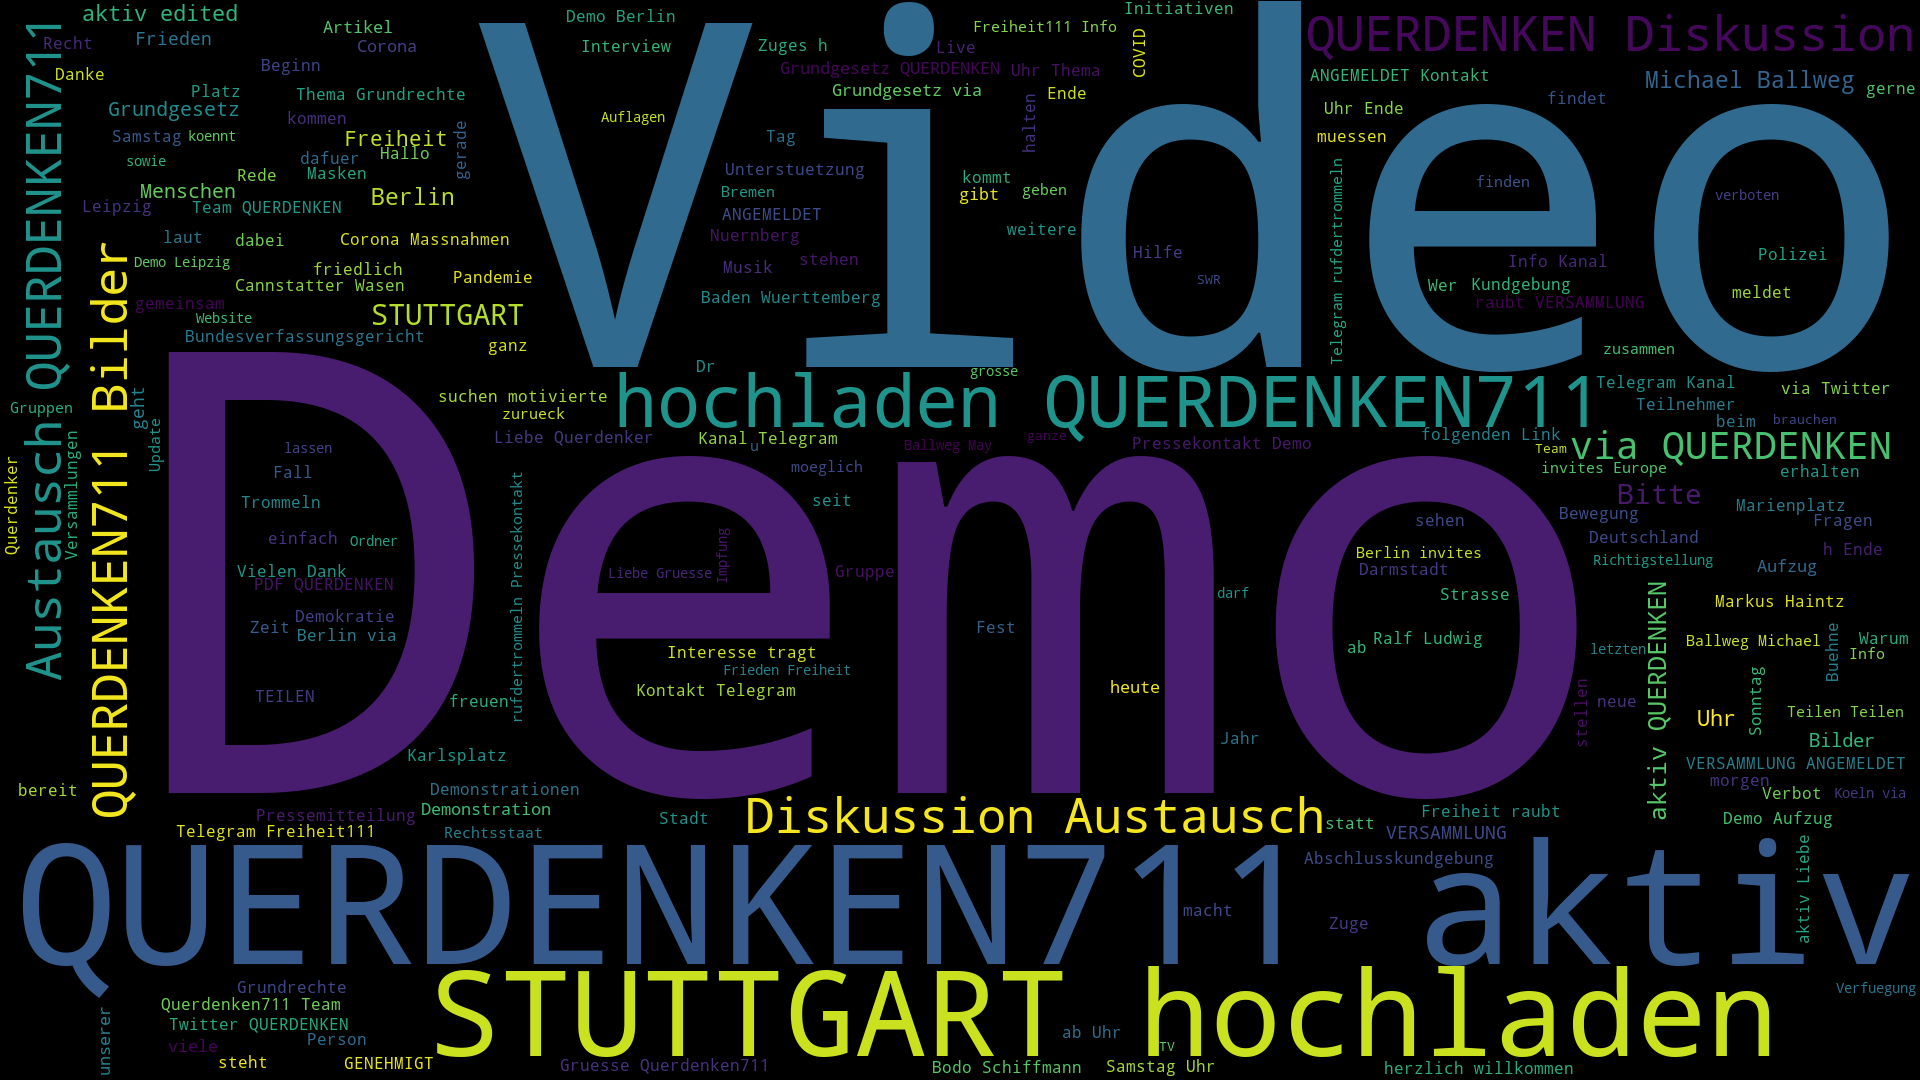 aktiv edited
Demo Berlin
Initiativen
Video
QUERDENKEN Diskussion
Recht
Frieden
Artikel
Corona
Interview
Zuges h
Live
Freiheit111 Info
COVID
Danke
Beginn
Grundgesetz QUERDENKEN
Uhr Thema
ANGEMELDET Kontakt
Michael Ballweg
gerne
Platz
Thema Grundrechte
Grundgesetz via
Ende
findet
Grundgesetz
kommen
Auflagen
halten
Uhr Ende
Samstag
koennt
Freiheit
gerade
Tag
muessen
sowie
dafuer
Hallo
Rede
Masken
Unterstuetzung
kommt
Telegram rufdertrommeln
finden
Menschen
Berlin
Bremen
gibt
geben
verboten
Leipzig
Team QUERDENKEN
ANGEMELDET
weitere
laut
dabei
Corona Massnahmen
Nuernberg
Hilfe
Polizei
Demo Leipzig
friedlich
Musik
stehen
Info Kanal
Cannstatter Wasen
Pandemie
SWR
Wer
Kundgebung
meldet
gemeinsam
Baden Wuerttemberg
raubt VERSAMMLUNG
Website
STUTTGART
Bundesverfassungsgericht
ganz
zusammen
Austausch QUERDENKEN711
QUERDENKEN711 Bilder
Demo
Dr
grosse
hochladen QUERDENKEN711
Telegram Kanal
via Twitter
Gruppen
geht
suchen motivierte
Teilnehmer
zurueck
beim
brauchen
Update
Versammlungen
Querdenker
lassen
Liebe Querdenker
Kanal Telegram
u
Ballweg May
ganze
Pressekontakt Demo
folgenden Link
Team
via QUERDENKEN
Fall
moeglich
invites Europe
erhalten
Trommeln
rufdertrommeln Pressekontakt
seit
Bitte
Marienplatz
einfach
Ordner
Impfung
sehen
Bewegung
Fragen
Deutschland
Berlin invites
h Ende
Vielen Dank
PDF QUERDENKEN
Liebe Gruesse
Gruppe
Darmstadt
Richtigstellung
Aufzug
Demokratie
darf
Strasse
aktiv QUERDENKEN
Markus Haintz
Zeit
Berlin via
Fest
ab
Ralf Ludwig
letzten
Ballweg Michael
Buehne
Warum
Info
Interesse tragt
Frieden Freiheit
TEILEN
freuen
Kontakt Telegram
heute
stellen
neue
Uhr
Sonntag
Teilen Teilen
Karlsplatz
Jahr
Bilder
VERSAMMLUNG ANGEMELDET
bereit
Demonstrationen
morgen
Verbot
Koeln via
Pressemitteilung
Demonstration
Stadt
Diskussion Austausch
statt
Freiheit raubt
Demo Aufzug
Telegram Freiheit111
Rechtsstaat
VERSAMMLUNG
Abschlusskundgebung
aktiv Liebe
QUERDENKEN711 aktiv
macht
Zuge
Grundrechte
STUTTGART hochladen
Verfuegung
unserer
Querdenken711 Team
Twitter QUERDENKEN
Person
ab Uhr
viele
TV
steht
GENEHMIGT
Gruesse Querdenken711
Bodo Schiffmann
Samstag Uhr
herzlich willkommen